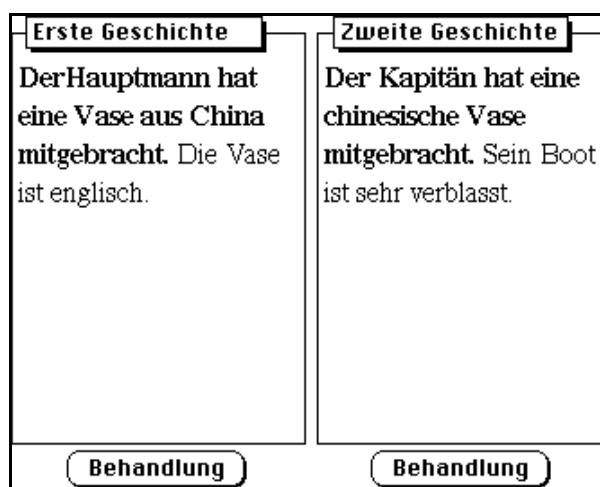 Erste Geschichte
DerHauptmann hat
eine Vase aus China
mitgebracht. Die Vase
ist englisch.
Behandlung
Zweite Geschichte
Der Kapitän hat eine
chinesische Vase
mitgebracht. Sein Boot
ist sehr verblasst.
Behandlung